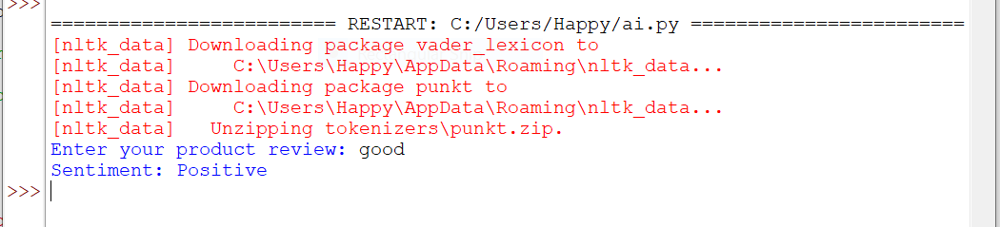 >>>
========================== RESTART: C:/Users/Happy/ai.py =========================
[nltk_data] Downloading package vader_lexicon to
[nltk_data]     C:\Users\Happy\AppData\Roaming\nltk_data...
[nltk_data] Downloading package punkt to
[nltk_data]     C:\Users\Happy\AppData\Roaming\nltk_data...
[nltk_data]   Unzipping tokenizers\punkt.zip.
Enter your product review: good
Sentiment: Positive
>>>